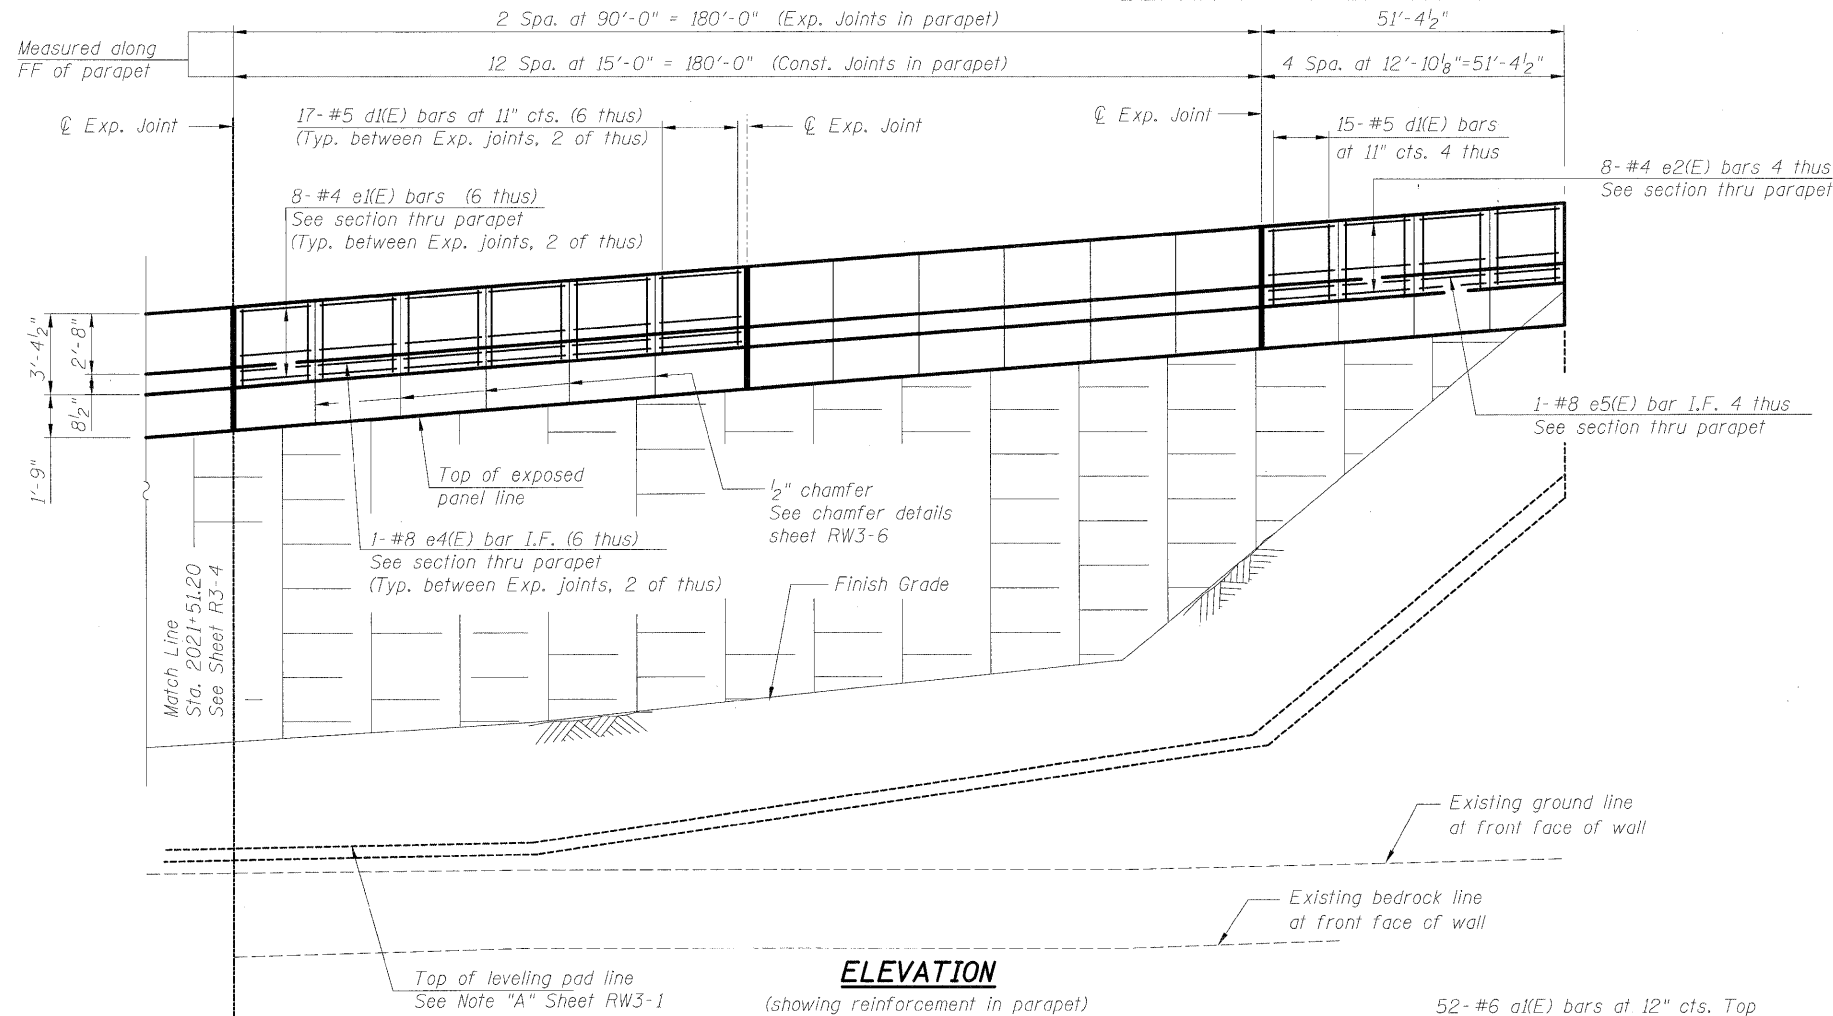 2 Spa. at 90'-0" = 180'-0" (Exp. Joints in parapet)
51'-4½"
Measured along
FF of parapet
12 Spa. at 15'-0" = 180'-0" (Const. Joints in parapet)
4 Spa. at 12'-10⅛"=51'-4½"
℄ Exp. Joint
17-#5 d1(E) bars at 11" cts. (6 thus)
(Typ. between Exp. joints, 2 of thus)
℄ Exp. Joint
℄ Exp. Joint
15-#5 d1(E) bars
at 11" cts. 4 thus
8-#4 e2(E) bars 4 thus
See section thru parapet
8-#4 e1(E) bars (6 thus)
See section thru parapet
(Typ. between Exp. joints, 2 of thus)
3'-4½"
2'-8"
8½"
1'-9"
1-#8 e5(E) bar I.F. 4 thus
See section thru parapet
Top of exposed
panel line
½" chamfer
See chamfer details
sheet RW3-6
1-#8 e4(E) bar I.F. (6 thus)
See section thru parapet
(Typ. between Exp. joints, 2 of thus)
Finish Grade
Match Line
Sta. 2021+51.20
See Sheet R3-4
Existing ground line
at front face of wall
Existing bedrock line
at front face of wall
Top of leveling pad line
See Note "A" Sheet RW3-1
ELEVATION
(showing reinforcement in parapet)
52-#6 a1(E) bars at 12" cts. Top